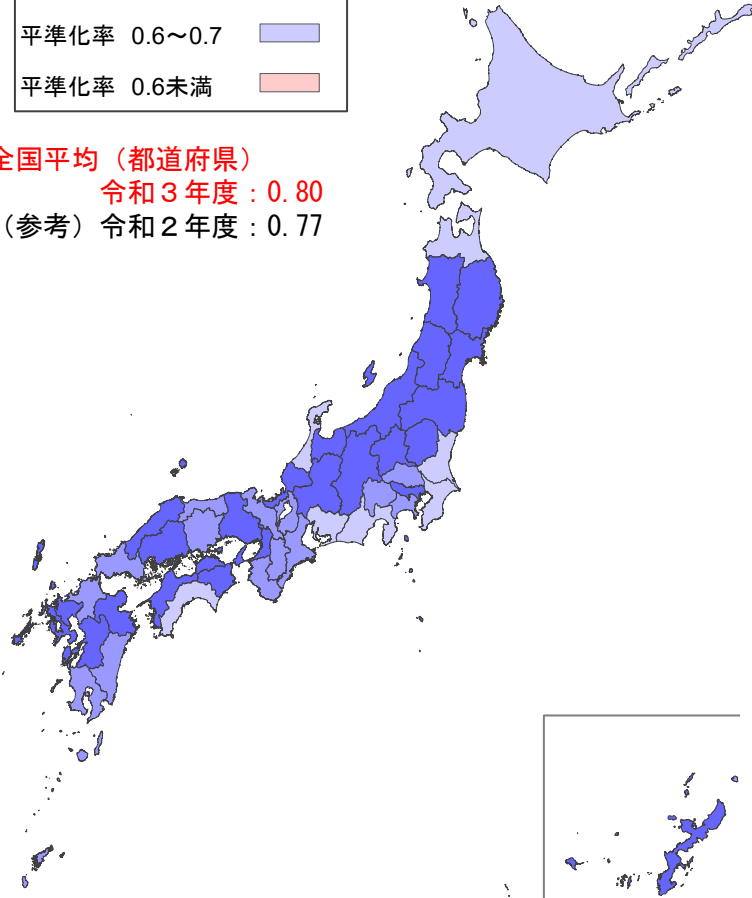 平準化率 0.6～0.7
平準化率 0.6未満
全国平均（都道府県）
令和３年度：0.80
（参考）令和２年度：0.77